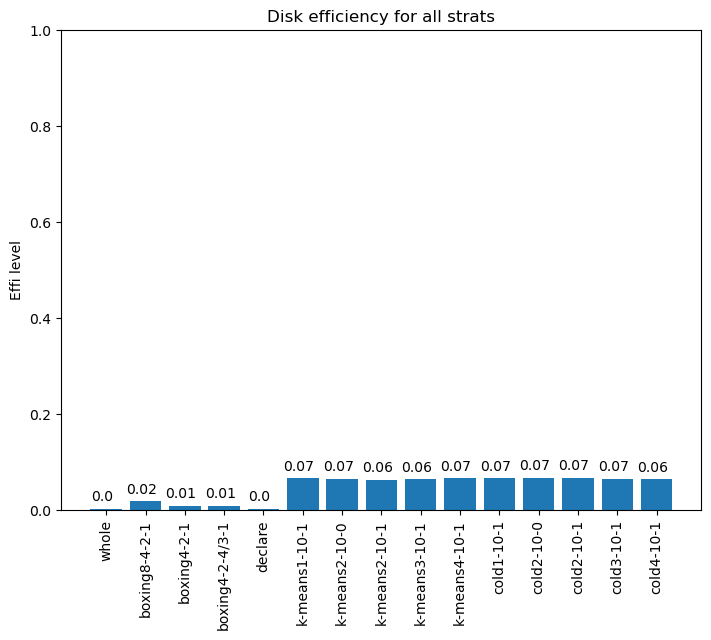 Disk efficiency for all strats
Effi level
1.0
0.8
0.6
0.4
0.2
0.0
0.0
0.02
0.01
0.01
0.0
0.07
0.07
0.06
0.06
0.07
0.07
0.07
0.07
0.07
0.06
whole
boxing8-4-2-1
boxing4-2-1
boxing4-2-4/3-1
declare
k-means1-10-1
k-means2-10-0
k-means2-10-1
k-means3-10-1
k-means4-10-1
cold1-10-1
cold2-10-0
cold2-10-1
cold3-10-1
cold4-10-1